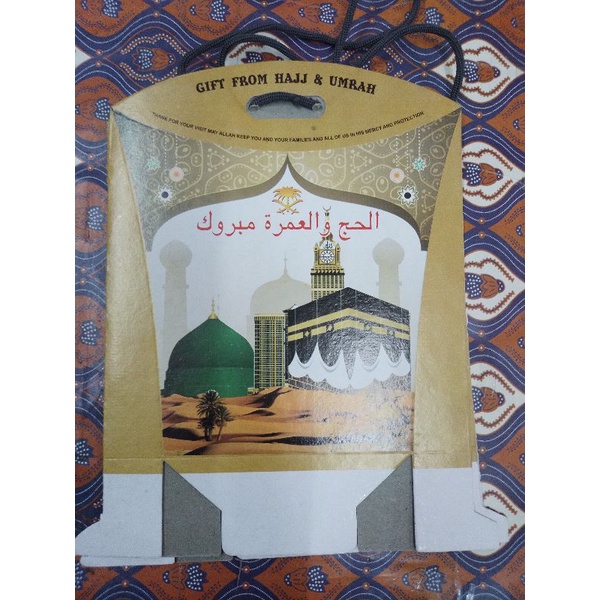 GIFT FROM HAJJ & UMRAH
THANK FOR YOUR VISIT MAY ALLAH KEEP YOU AND YOUR FAMILIES AND ALL OF US IN HIS MERCY AND PROTECTION
الحج والعمرة مبروك